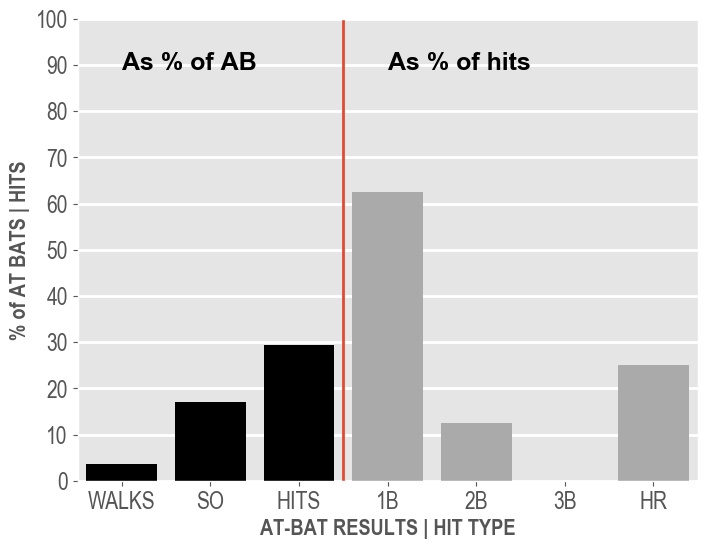 100
90
80
70
60
50
40
30
20
10
0
% of AT BATS | HITS
As % of AB
As % of hits
WALKS SO HITS 1B 2B 3B HR
AT-BAT RESULTS | HIT TYPE